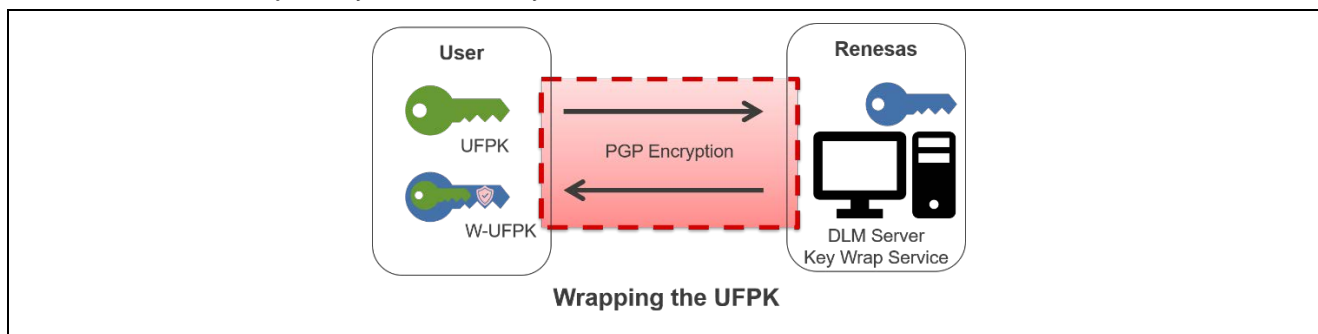 User
Renesas
UFPK
PGP Encryption
W-UFPK
DLM Server
Key Wrap Service
Wrapping the UFPK